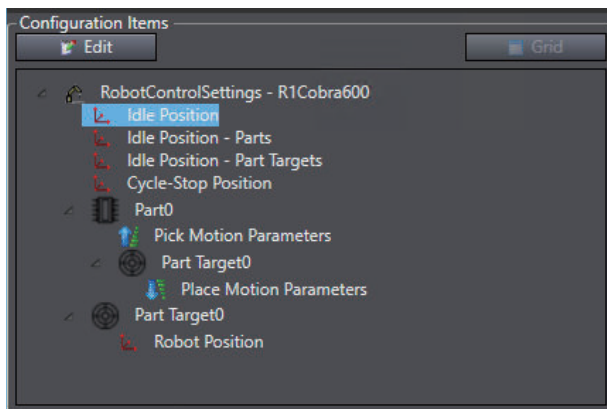 Configuration Items
Edit
Grid
RobotControlSettings - R1Cobra600
Idle Position
Idle Position - Parts
Idle Position - Part Targets
Cycle-Stop Position
Part0
Pick Motion Parameters
Part Target0
Place Motion Parameters
Part Target0
Robot Position